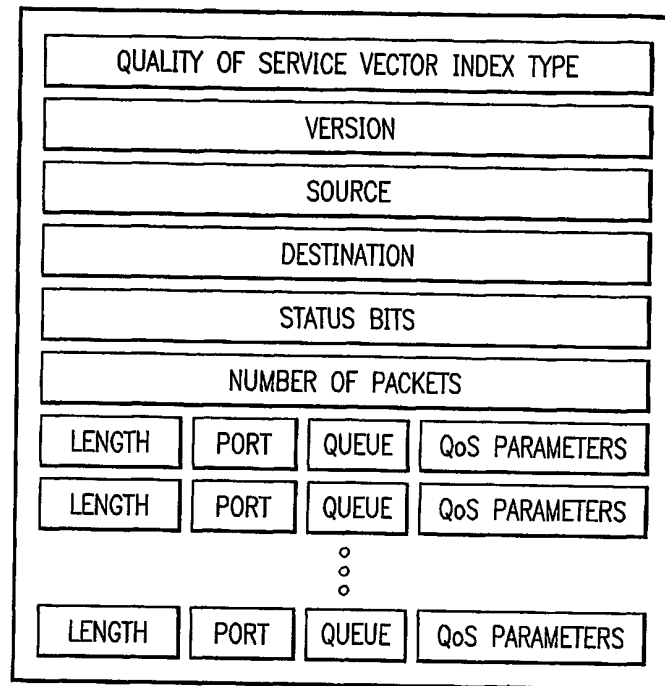 QUALITY OF SERVICE VECTOR INDEX TYPE
VERSION
SOURCE
DESTINATION
STATUS BITS
NUMBER OF PACKETS
LENGTH PORT QUEUE QoS PARAMETERS
LENGTH PORT QUEUE QoS PARAMETERS
LENGTH PORT QUEUE QoS PARAMETERS